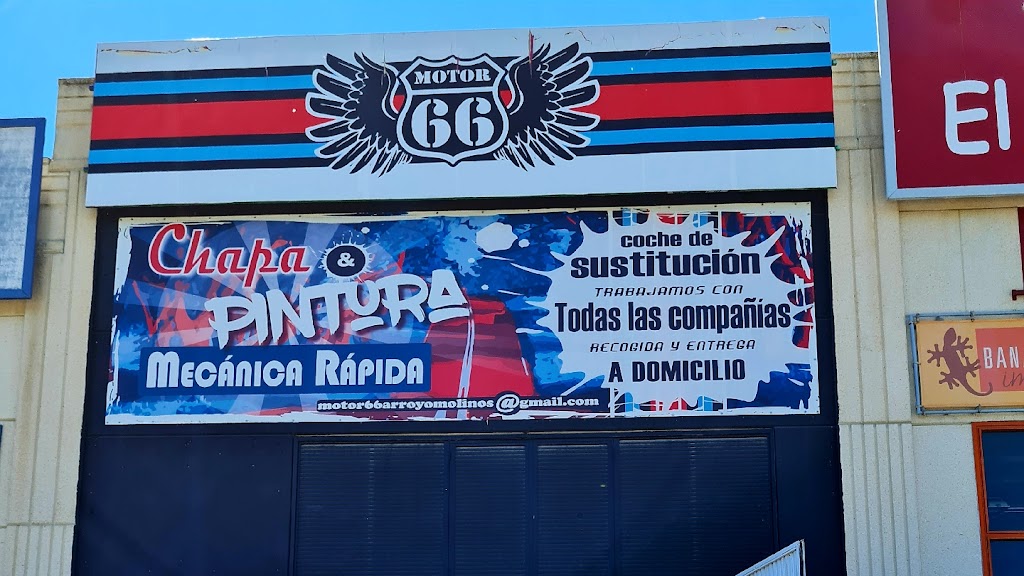 MOTOR
66
Chapa &
PINTURA
MECÁNICA RÁPIDA
motor66arroyomolinos@gmail.com
coche de
sustitución
TRABAJAMOS CON
Todas las compañías
RECOGIDA Y ENTREGA
A DOMICILIO
El
BAN